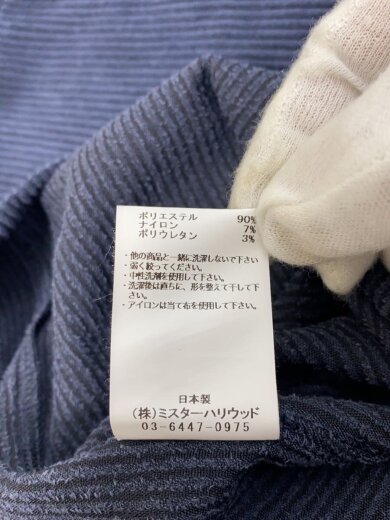 ポリエステル 90%
ナイロン 7%
ポリウレタン 3%
・他の商品と一緒に洗濯しないで下さい
・弱く絞ってください。
・中性洗剤を使用して下さい。
・洗濯後は直ちに、形を整えて干して下さい。
・アイロンは当て布を使用して下さい。
日本製
(株)ミスター・ハリウッド
03-6447-0975